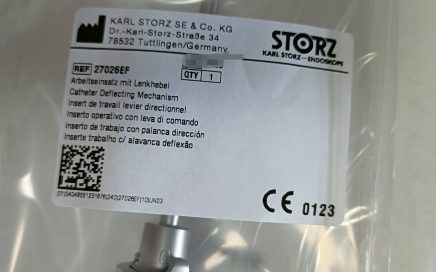 KARL STORZ SE & Co. KG
Dr.-Karl-Storz-Straße 34
78532 Tuttlingen/Germany
STORZ
KARL STORZ—ENDOSKOPE
REF 27026EF
QTY 1
Arbeitseinsatz mit Lenkhebel
Catheter Deflecting Mechanism
Insert de travail levier directionnel
Inserto operativo con leva di comando
Inserto de trabajo con palanca dirección
Inserte trabalho c/ alavanca deflexão
CE 0123